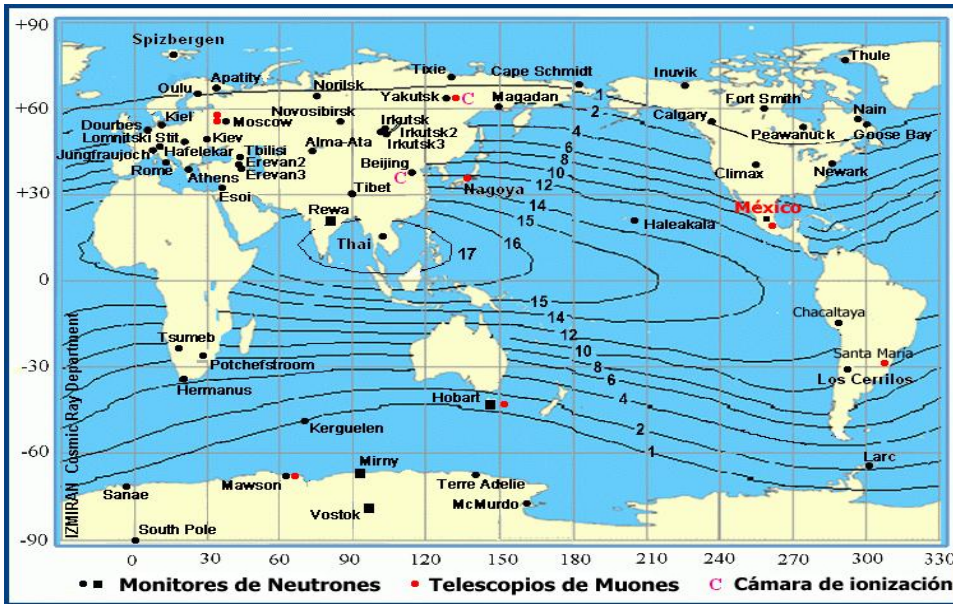 +90
Spizbergen
Thule
Tixie
Cape Schmidt
Inuvik
Apatity
Norilsk
Oulu
Yakutsk
C
Magadan
1
Fort Smith
Nain
+60
Novosibirsk
Irkutsk
2
Calgary
Kiel
Moscow
Irkutsk2
4
Peawanuck
Goose Bay
Dourbes
Irkutsk3
Lomnitski Stit
Kiev
Alma-Ata
6
Hafelekar
Tbilisi
Beijing
8
Jungfraujoch
Erevan2
C
10
Climax
Newark
Rome
Athens
Erevan3
Tibet
Nagoya
12
+30
Esoi
14
México
Rewa
15
Haleakala
Thai
16
17
0
15
14
Chacaltaya
12
Tsumeb
10
Santa Maria
-30
Potchefstroom
8
Los Cerrilos
Hermanus
6
Hobart
4
Kerguelen
2
-60
1
Larc
Mirny
Mawson
Terre Adelie
Sanae
McMurdo
Vostok
South Pole
-90
IZMIRAN Cosmic Ray Department
0 30 60 90 120 150 180 210 240 270 300 330
Monitores de Neutrones Telescopios de Muones C Cámara de ionización